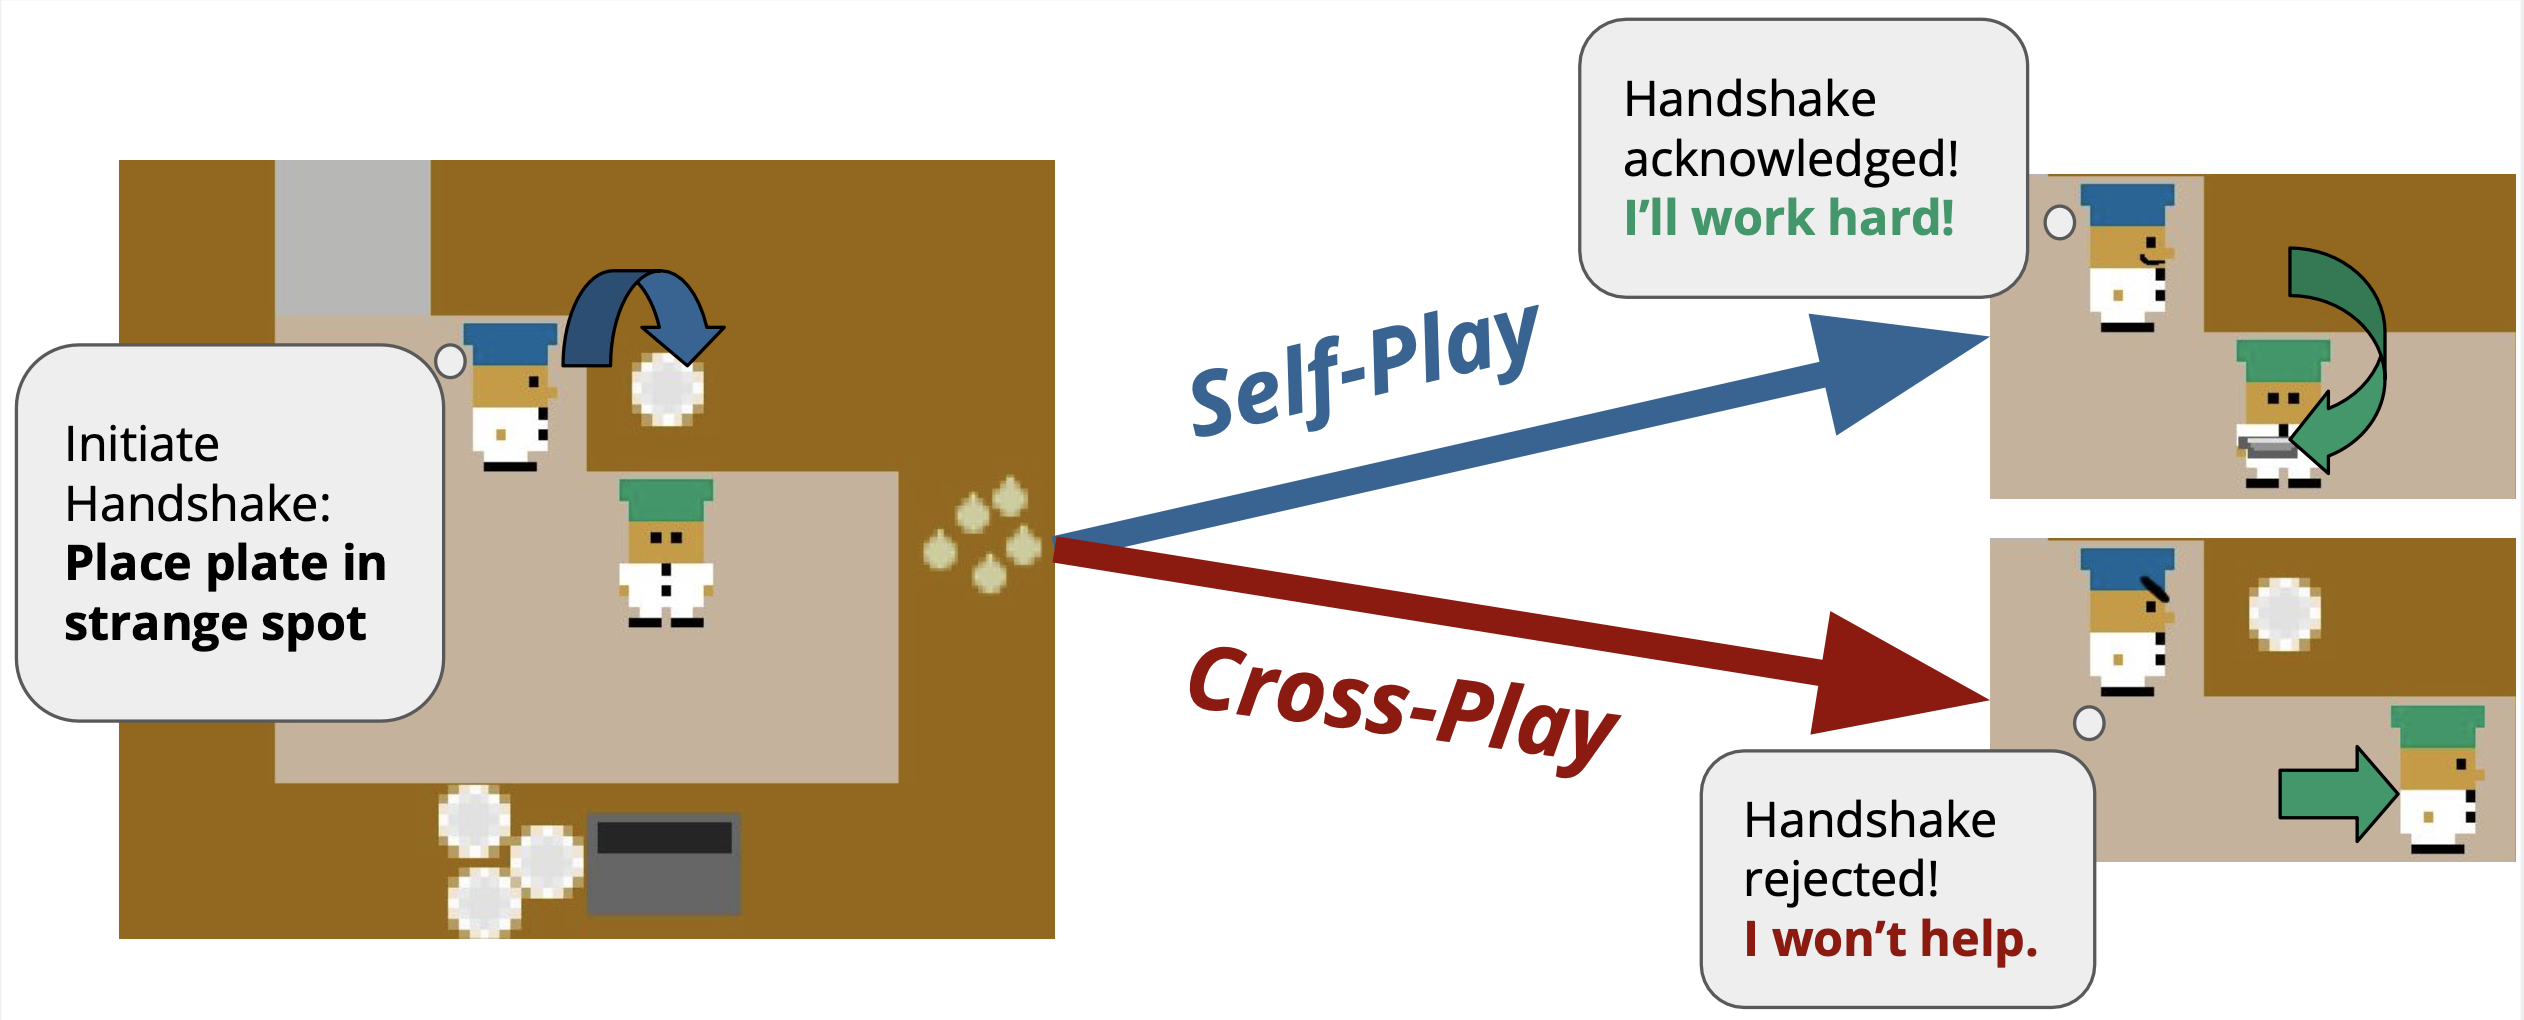 Initiate
Handshake:
Place plate in
strange spot
Self-Play
Cross-Play
Handshake
acknowledged!
I’ll work hard!
Handshake
rejected!
I won’t help.